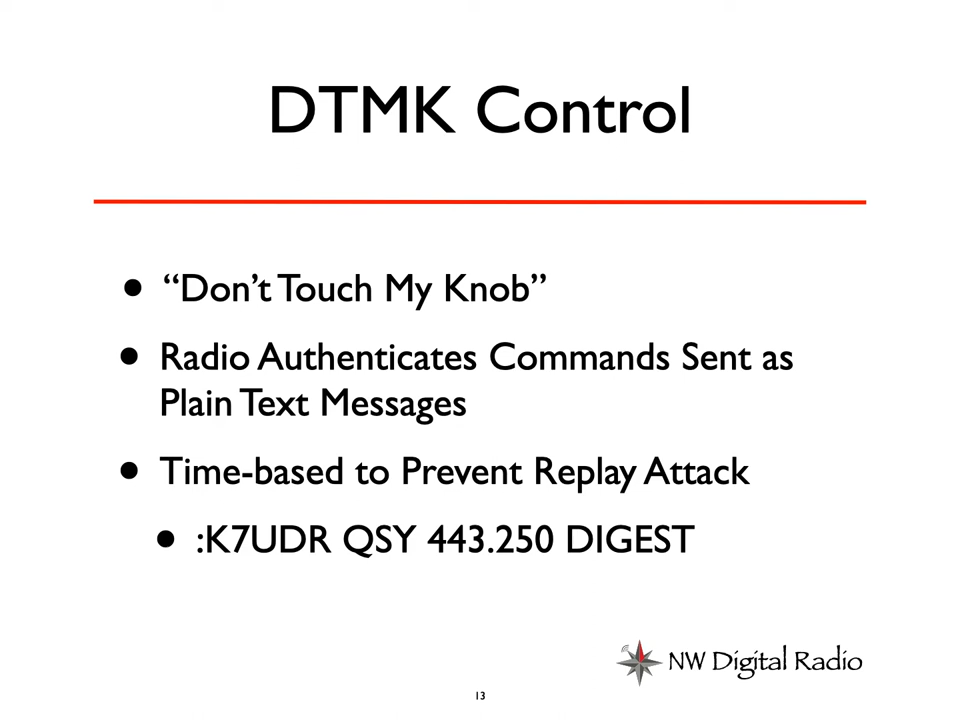 DTMK Control
• “Don’t Touch My Knob”
• Radio Authenticates Commands Sent as
Plain Text Messages
• Time-based to Prevent Replay Attack
• :K7UDR QSY 443.250 DIGEST
NW Digital Radio
13